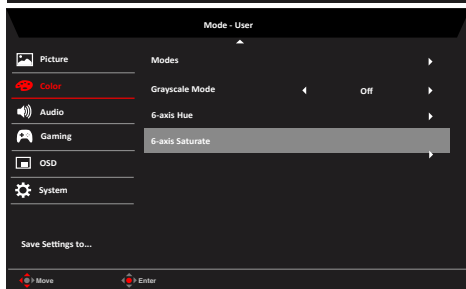 Mode - User
Picture
Modes
Color
Grayscale Mode
Off
Audio
6-axis Hue
Gaming
6-axis Saturate
OSD
System
Save Settings to...
Move
Enter